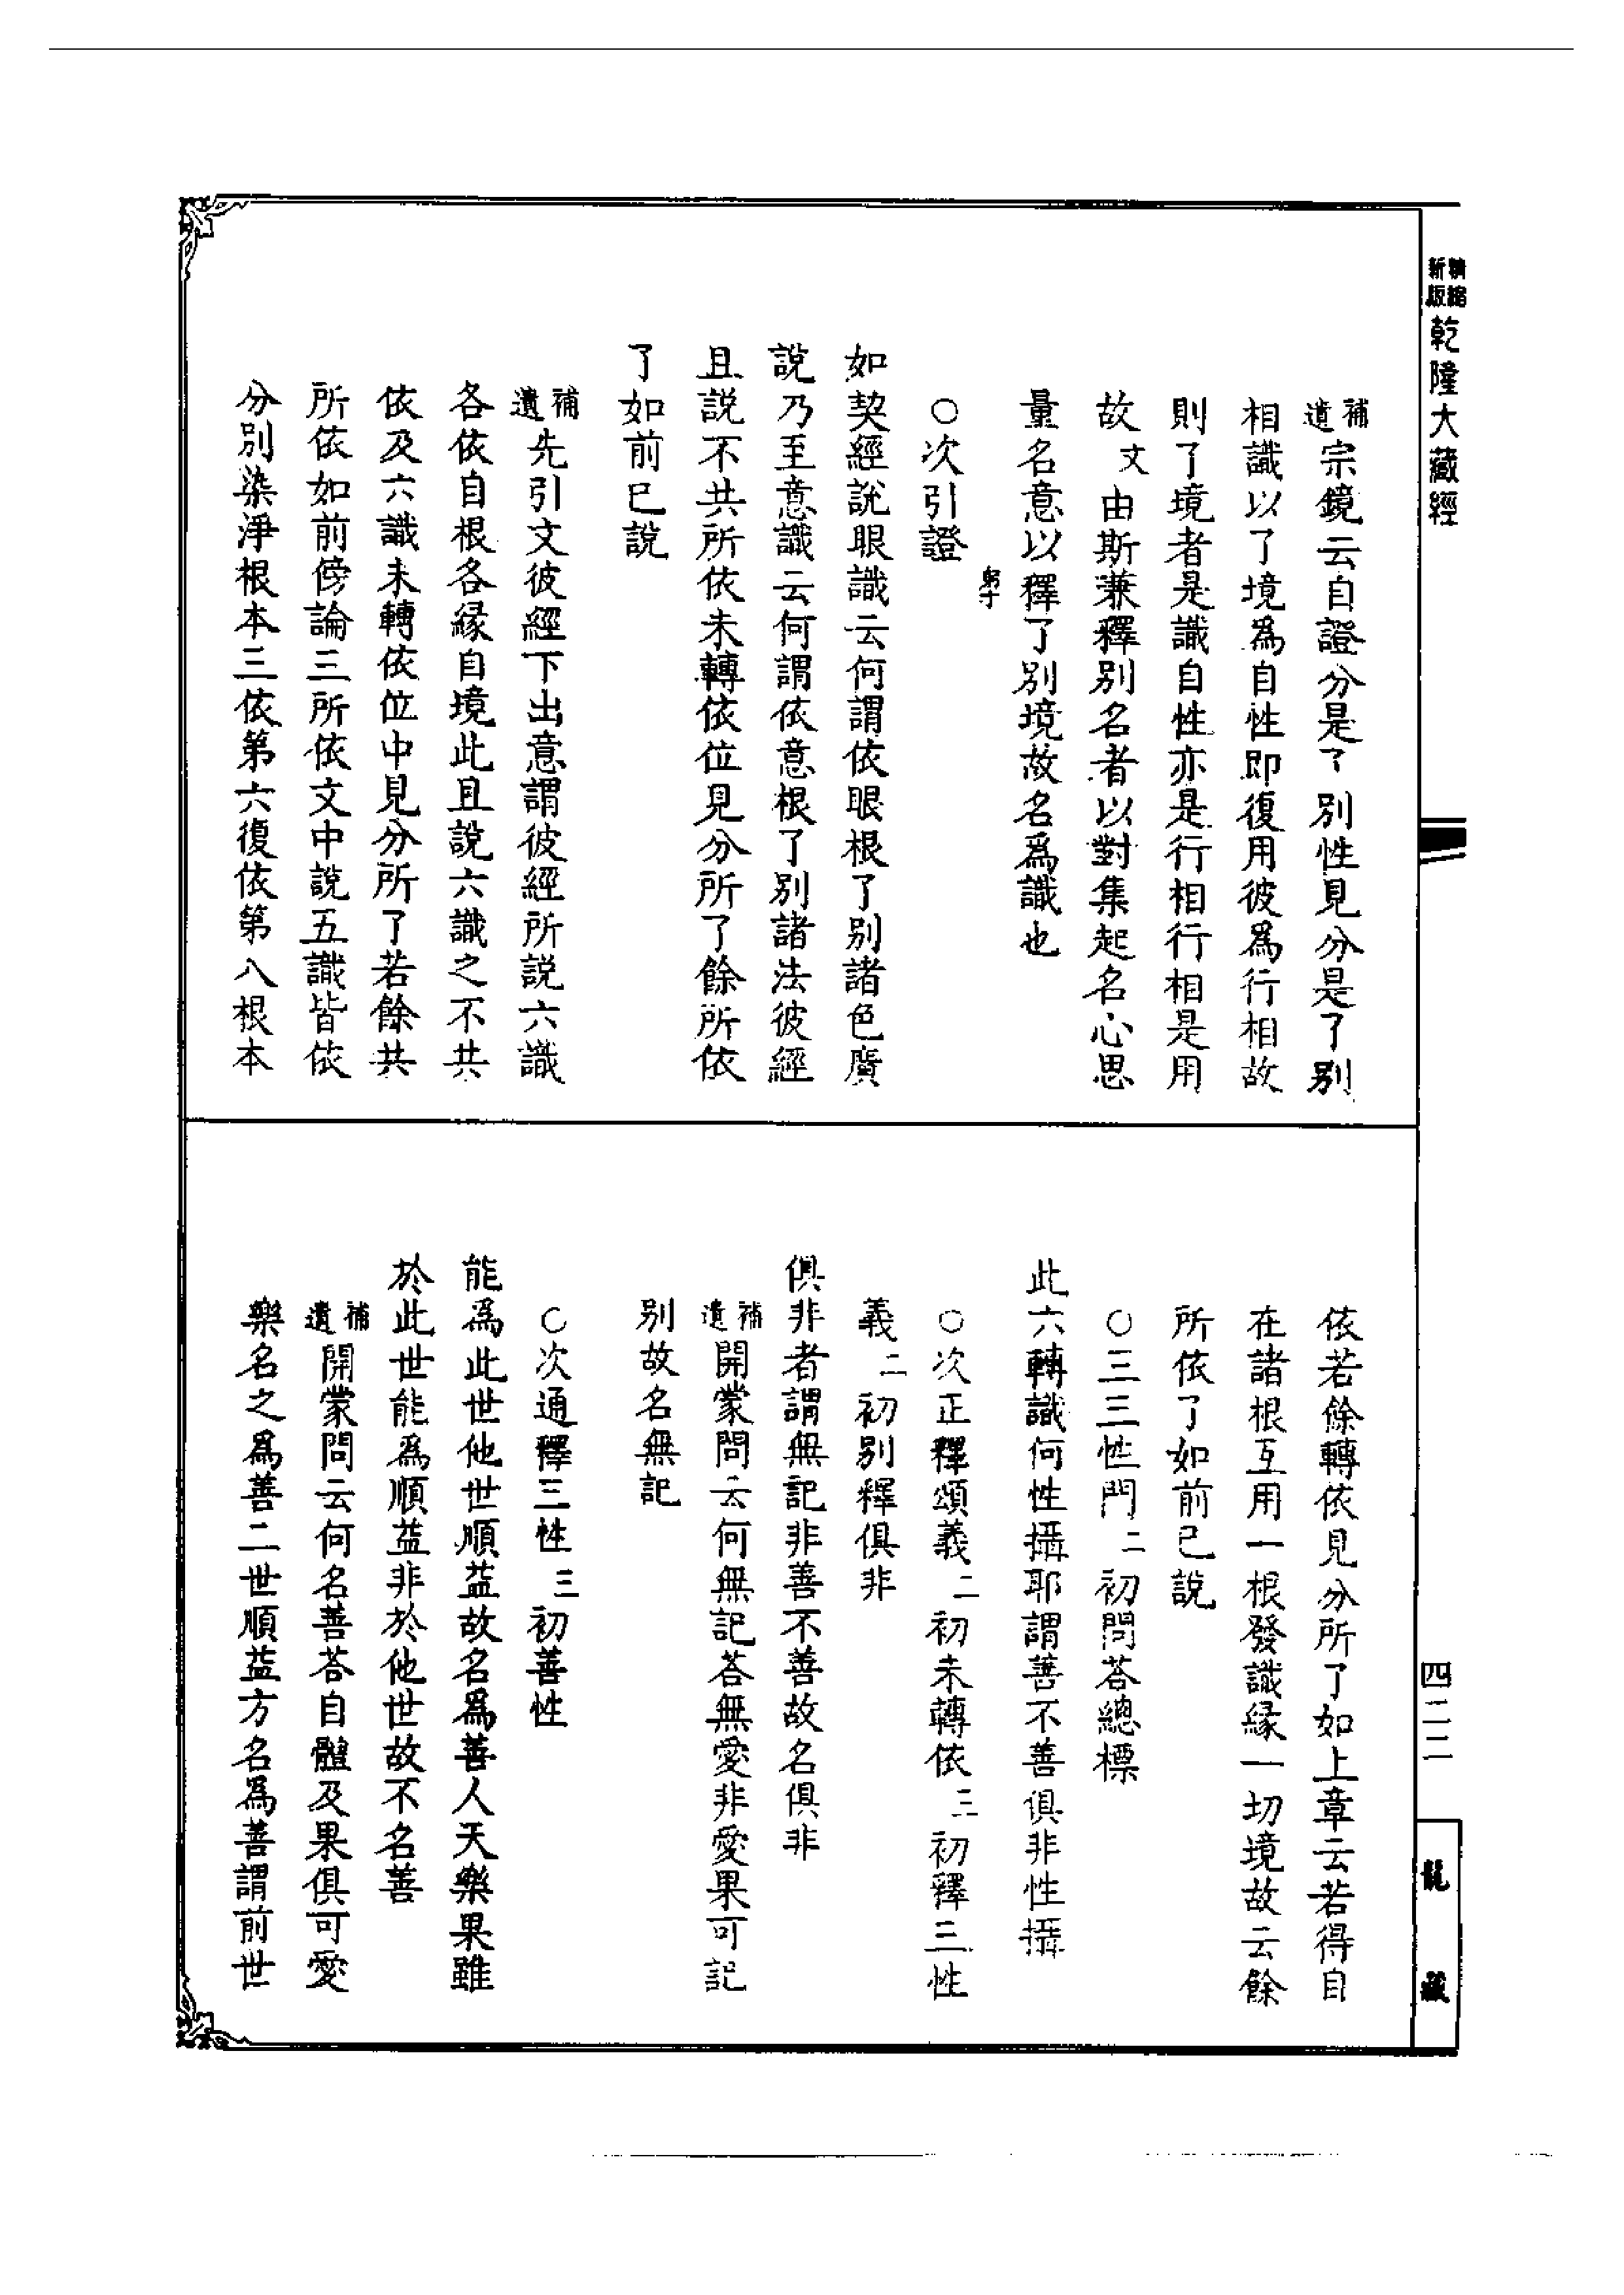 精縮新版乾隆大藏經
補遺宗鏡云自證分是了別性見分是了別
相識以了境為自性即復用彼為行相故
則了境者是識自性亦是行相行相是用
故文由斯兼釋別名者以對集起名心思
量名意以釋了別境故名為識也
躬于
○次引證
如契經說眼識云何謂依眼根了別諸色廣
說乃至意識云何謂依意根了別諸法彼經
且說不共所依未轉依位見分所了餘所依
了如前已說
補遺先引文彼經下出意謂彼經所說六識
各依自根各緣自境此且說六識之不共
依及六識未轉依位中見分所了若餘共
所依如前傍論三所依文中說五識皆依
分別染淨根本三依第六復依第八根本
依若餘轉依見分所了如上章云若得自
在諸根互用一根發識緣一切境故云餘
所依了如前已說
○三三性門二初問答總標
此六轉識何性攝耶謂善不善俱非性攝
○次正釋頌義二初未轉依三初釋三性
義二初別釋俱非
俱非者謂無記非善不善故名俱非
補遺開蒙問云何無記答無愛非愛果可記
別故名無記
○次通釋三性三初善性
能為此世他世順益故名為善人天樂果雖
於此世能為順益非於他世故不名善
補遺開蒙問云何名善答自體及果俱可愛
樂名之為善二世順益方名為善謂前世
四二二
龍藏